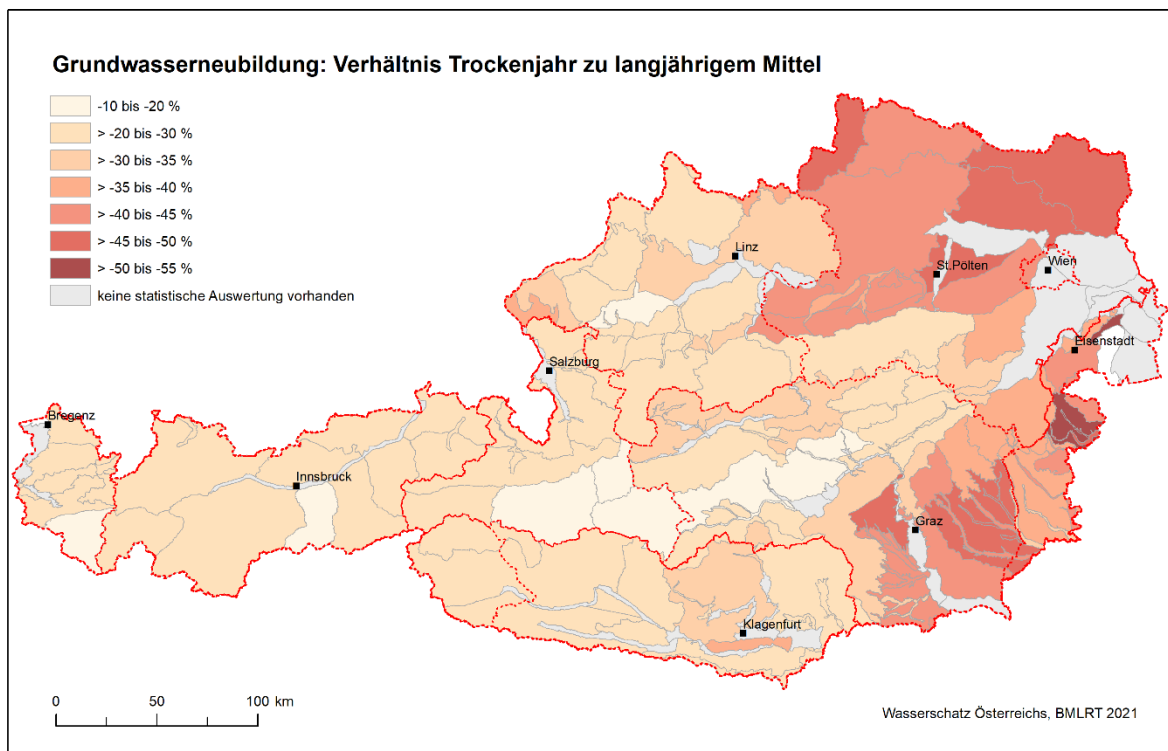 Grundwasserneubildung: Verhältnis Trockenjahr zu langjährigem Mittel
-10 bis -20 %
> -20 bis -30 %
> -30 bis -35 %
> -35 bis -40 %
> -40 bis -45 %
> -45 bis -50 %
> -50 bis -55 %
keine statistische Auswertung vorhanden
Linz
St.Pölten
Wien
Eisenstadt
Salzburg
Bregenz
Innsbruck
Graz
Klagenfurt
0 50 100 km
Wasserschatz Österreichs, BMLRT 2021